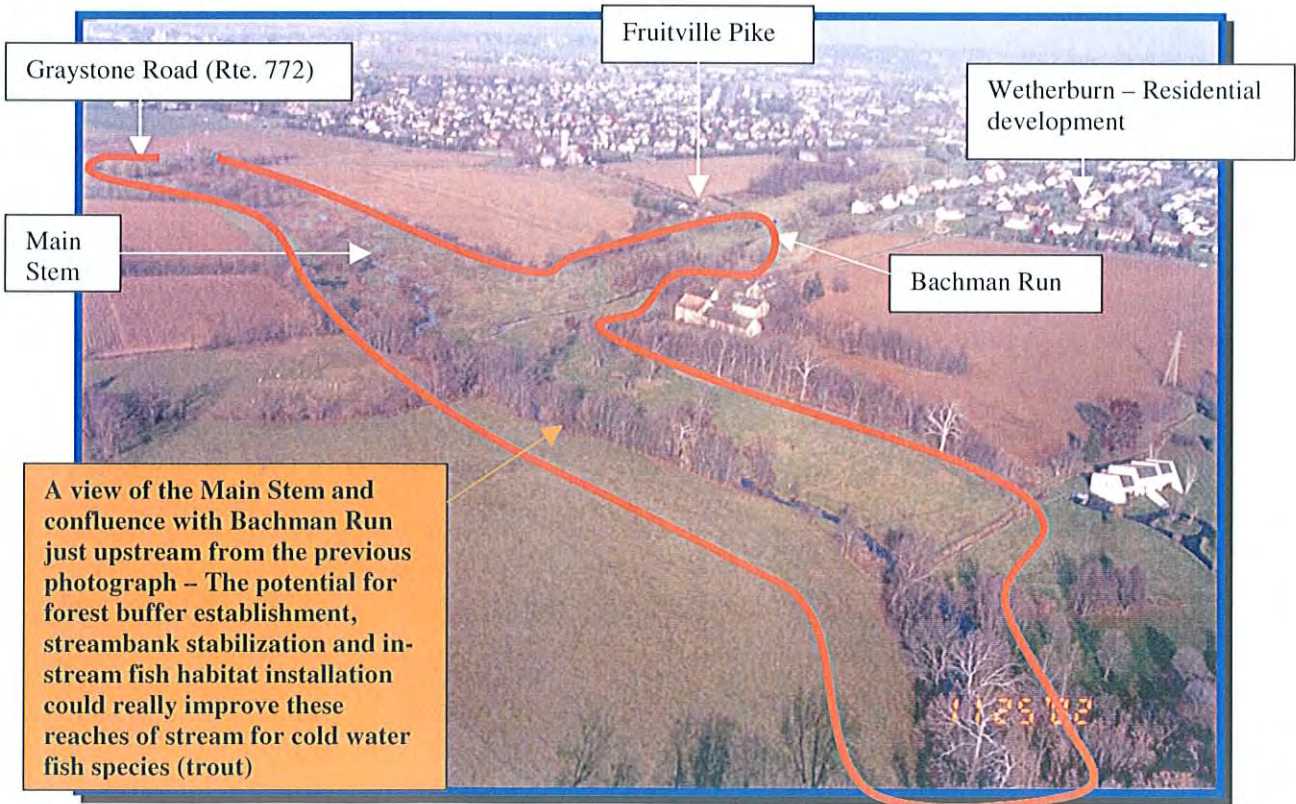 Fruitville Pike
Graystone Road (Rte. 772)
Wetherburn – Residential
development
Main
Stem
Bachman Run
A view of the Main Stem and
confluence with Bachman Run
just upstream from the previous
photograph – The potential for
forest buffer establishment,
streambank stabilization and in-
stream fish habitat installation
could really improve these
reaches of stream for cold water
fish species (trout)
11 25 '02